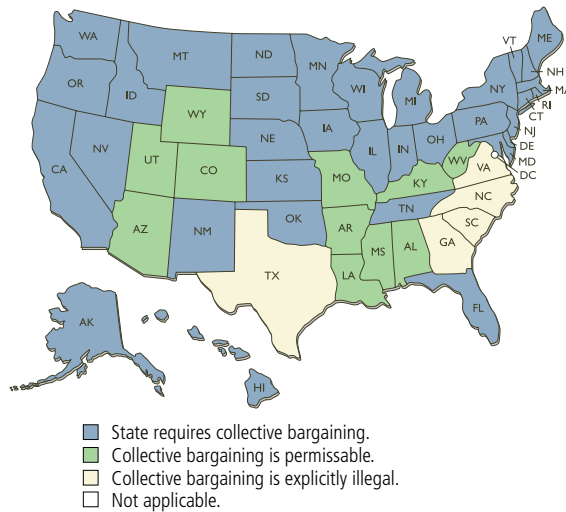 WA
MT
ND
MN
VT
ME
OR
ID
SD
WI
MI
NY
NH
WY
RI
CT
NV
NE
IA
PA
NJ
CA
UT
CO
IL
IN
OH
DE
MD
DC
KS
MO
WV
VA
KY
AZ
NM
OK
AR
TN
NC
SC
TX
LA
MS
AL
GA
FL
AK
HI
State requires collective bargaining.
Collective bargaining is permissable.
Collective bargaining is explicitly illegal.
Not applicable.